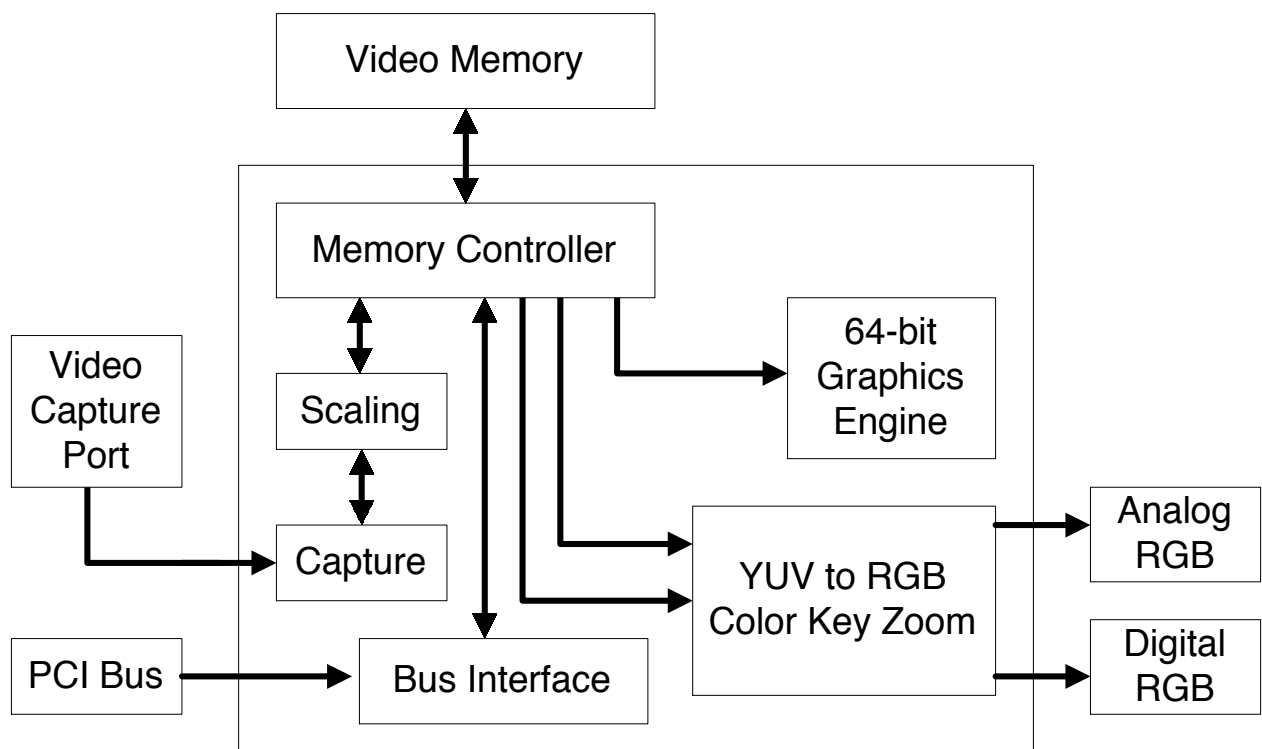 Video Memory
Memory Controller
64-bit
Graphics
Engine
Video
Capture
Port
Scaling
Capture
Analog
RGB
YUV to RGB
Color Key Zoom
PCI Bus
Bus Interface
Digital
RGB